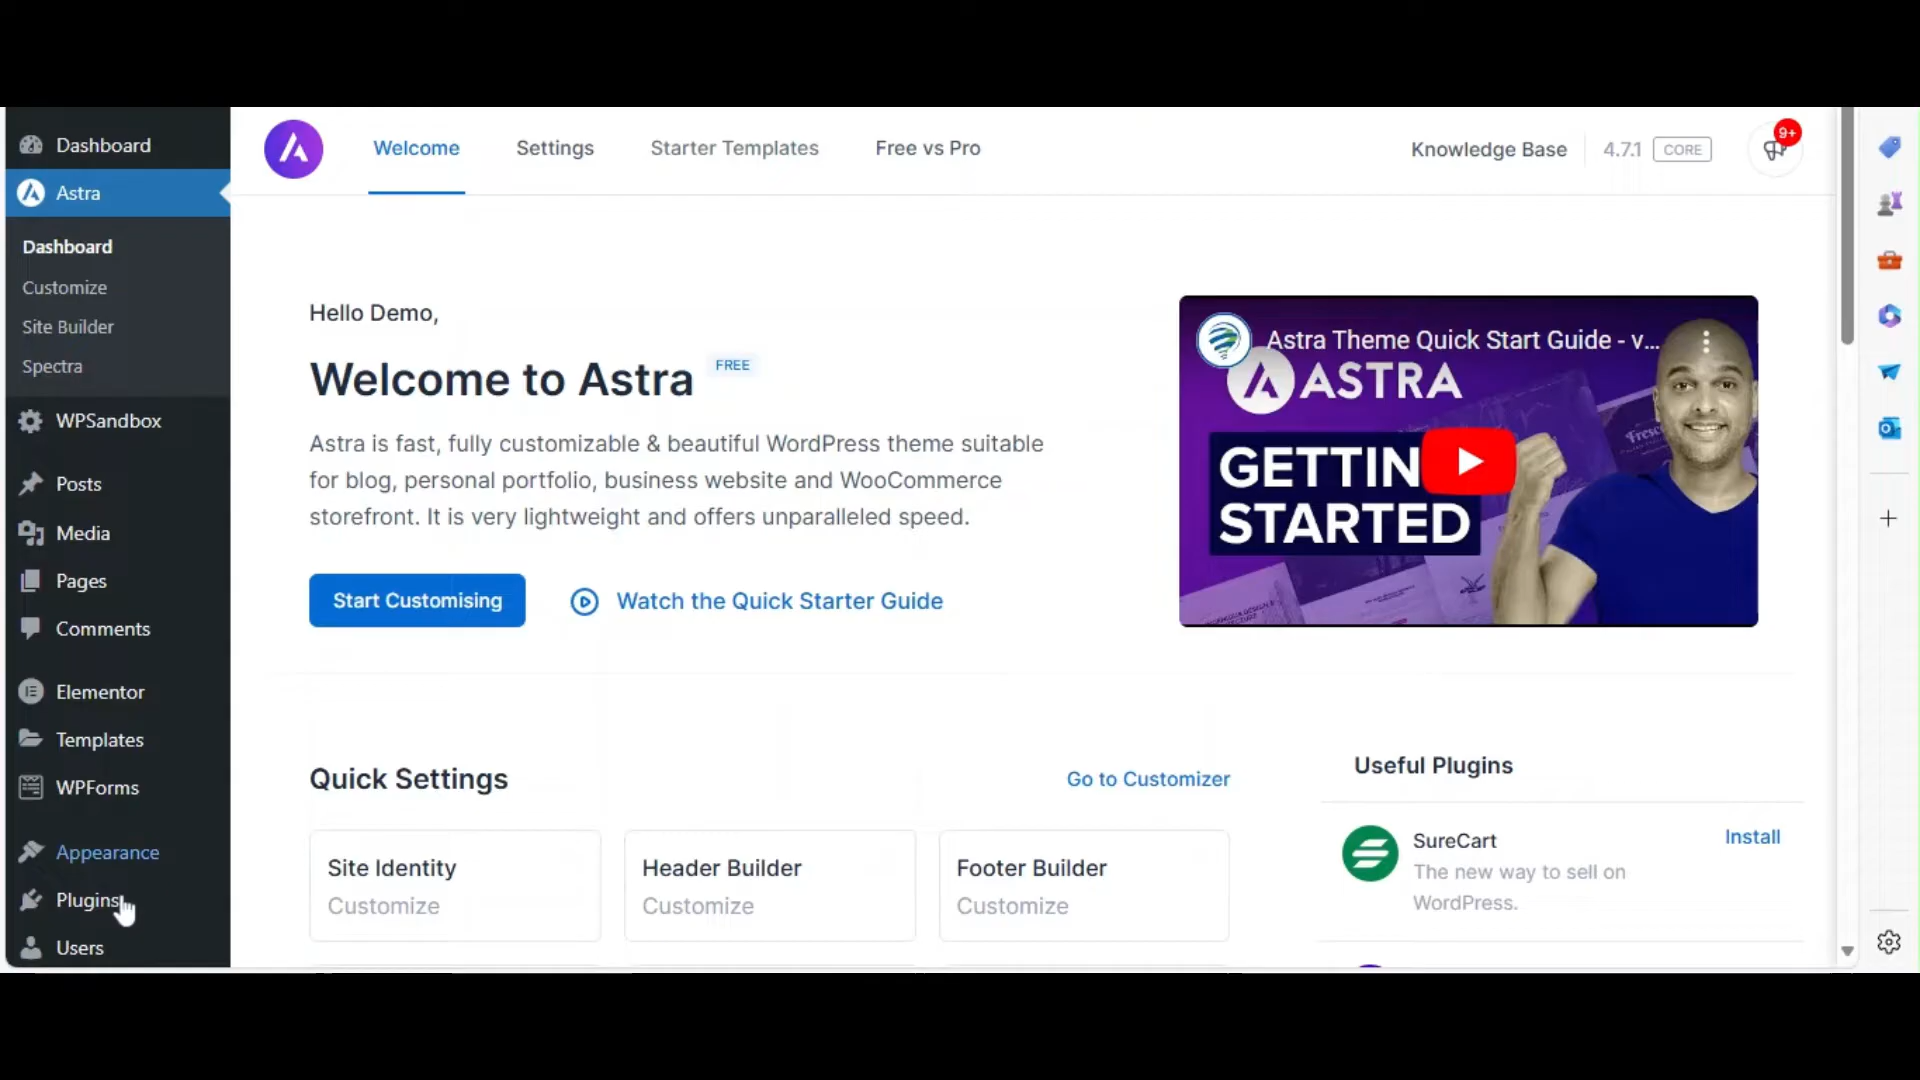 Dashboard
Astra
Dashboard
Customize
Site Builder
Spectra
WPSandbox
Posts
Media
Pages
Comments
Elementor
Templates
WPForms
Appearance
Plugins
Users
Welcome
Settings
Starter Templates
Free vs Pro
Knowledge Base
4.7.1
CORE
9+
Hello Demo,
Welcome to Astra
FREE
Astra is fast, fully customizable & beautiful WordPress theme suitable
for blog, personal portfolio, business website and WooCommerce
storefront. It is very lightweight and offers unparalleled speed.
Start Customising
Watch the Quick Starter Guide
Astra Theme Quick Start Guide - v...
ASTRA
GETTIN
STARTED
Quick Settings
Go to Customizer
Site Identity
Customize
Header Builder
Customize
Footer Builder
Customize
Useful Plugins
SureCart
Install
The new way to sell on
WordPress.